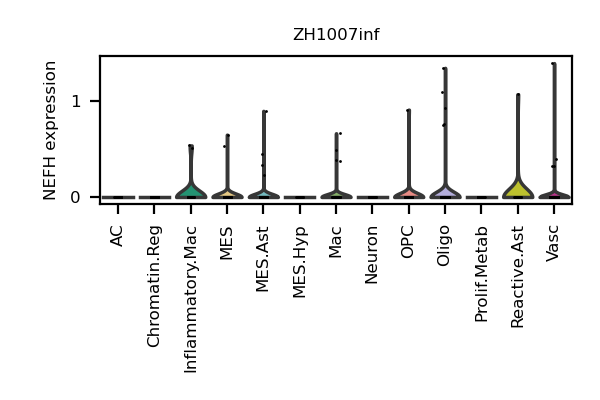 ZH1007inf
NEFH expression
1
0
AC
Chromatin.Reg
Inflammatory.Mac
MES
MES.Ast
MES.Hyp
Mac
Neuron
OPC
Oligo
Prolif.Metab
Reactive.Ast
Vasc